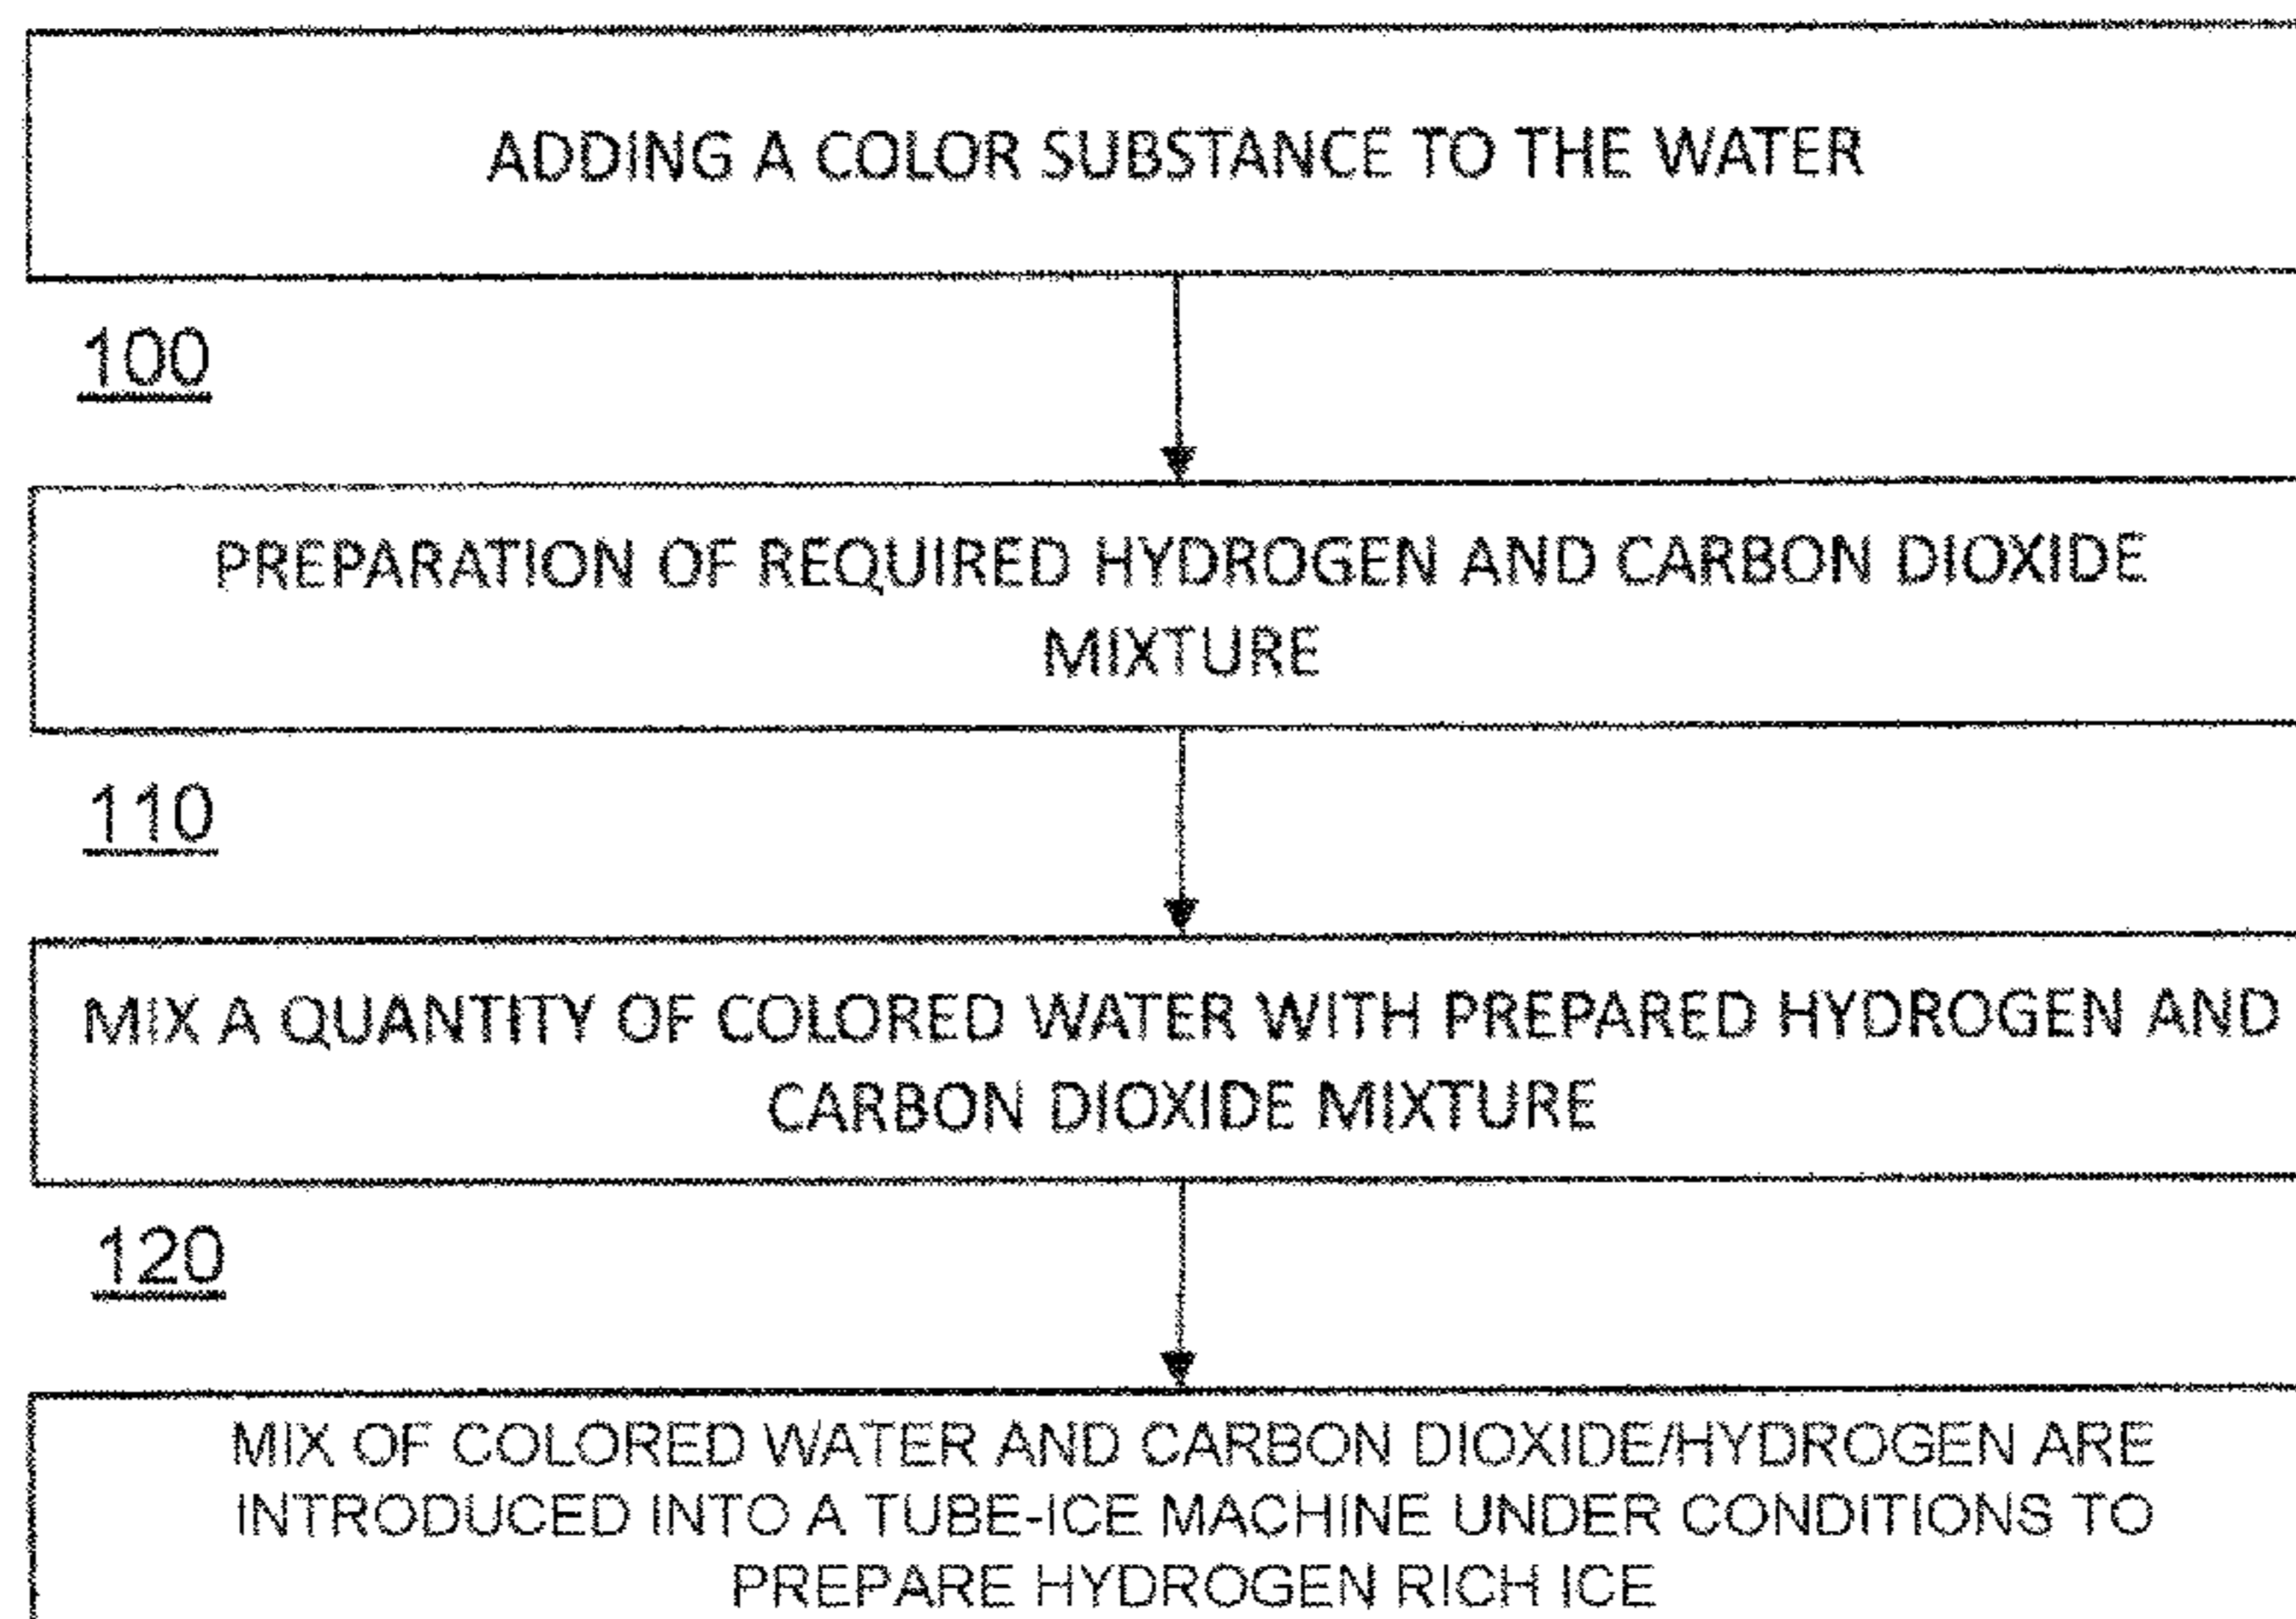 ADDING A COLOR SUBSTANCE TO THE WATER
100
PREPARATION OF REQUIRED HYDROGEN AND CARBON DIOXIDE
MIXTURE
110
MIX A QUANTITY OF COLORED WATER WITH PREPARED HYDROGEN AND
CARBON DIOXIDE MIXTURE
120
MIX OF COLORED WATER AND CARBON DIOXIDE/HYDROGEN ARE
INTRODUCED INTO A TUBE-ICE MACHINE UNDER CONDITIONS TO
PREPARE HYDROGEN RICH ICE